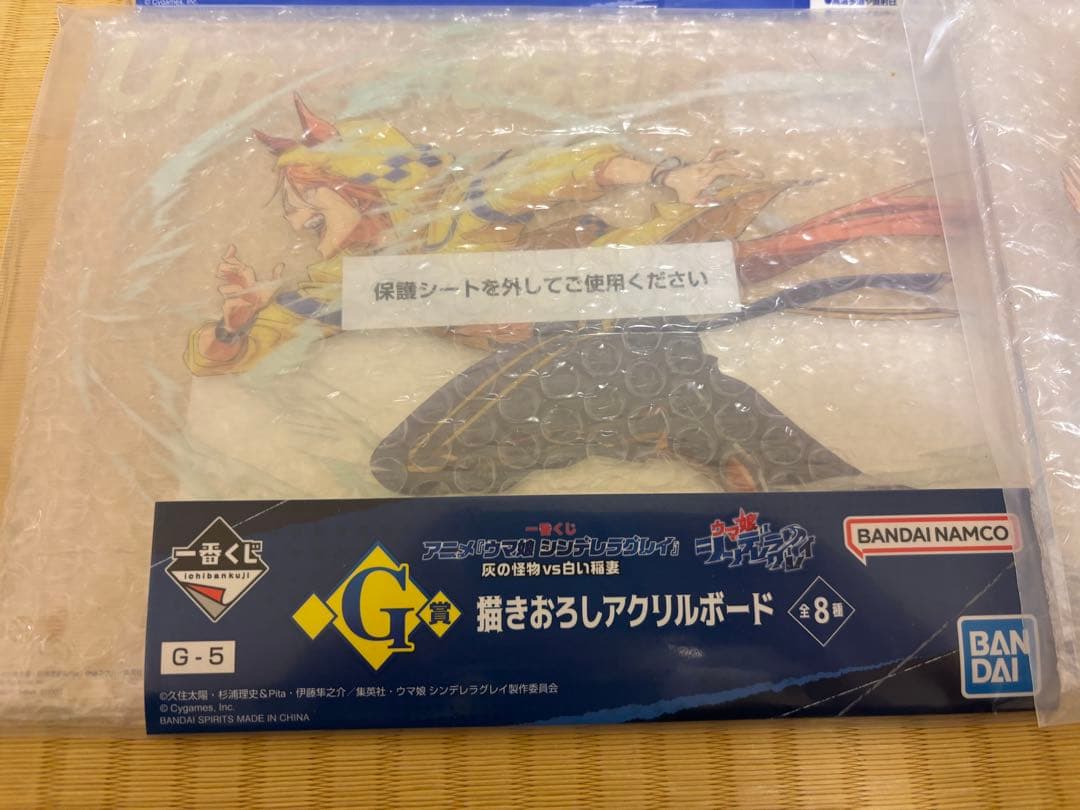 © Cygames, Inc.
Um
保護シートを外してご使用ください
一番くじ
ichibankuji
G-5
G賞
一番くじ
アニメ『ウマ娘 シンデレラグレイ』
灰の怪物vs白い稲妻
描きおろしアクリルボード
全8種
ウマ娘
シンデレラグレイ
BANDAI NAMCO
BAN
DAI
©久住太陽・杉浦理史&Pita・伊藤隼之介/集英社・ウマ娘 シンデレラグレイ製作委員会
© Cygames, Inc.
BANDAI SPIRITS MADE IN CHINA